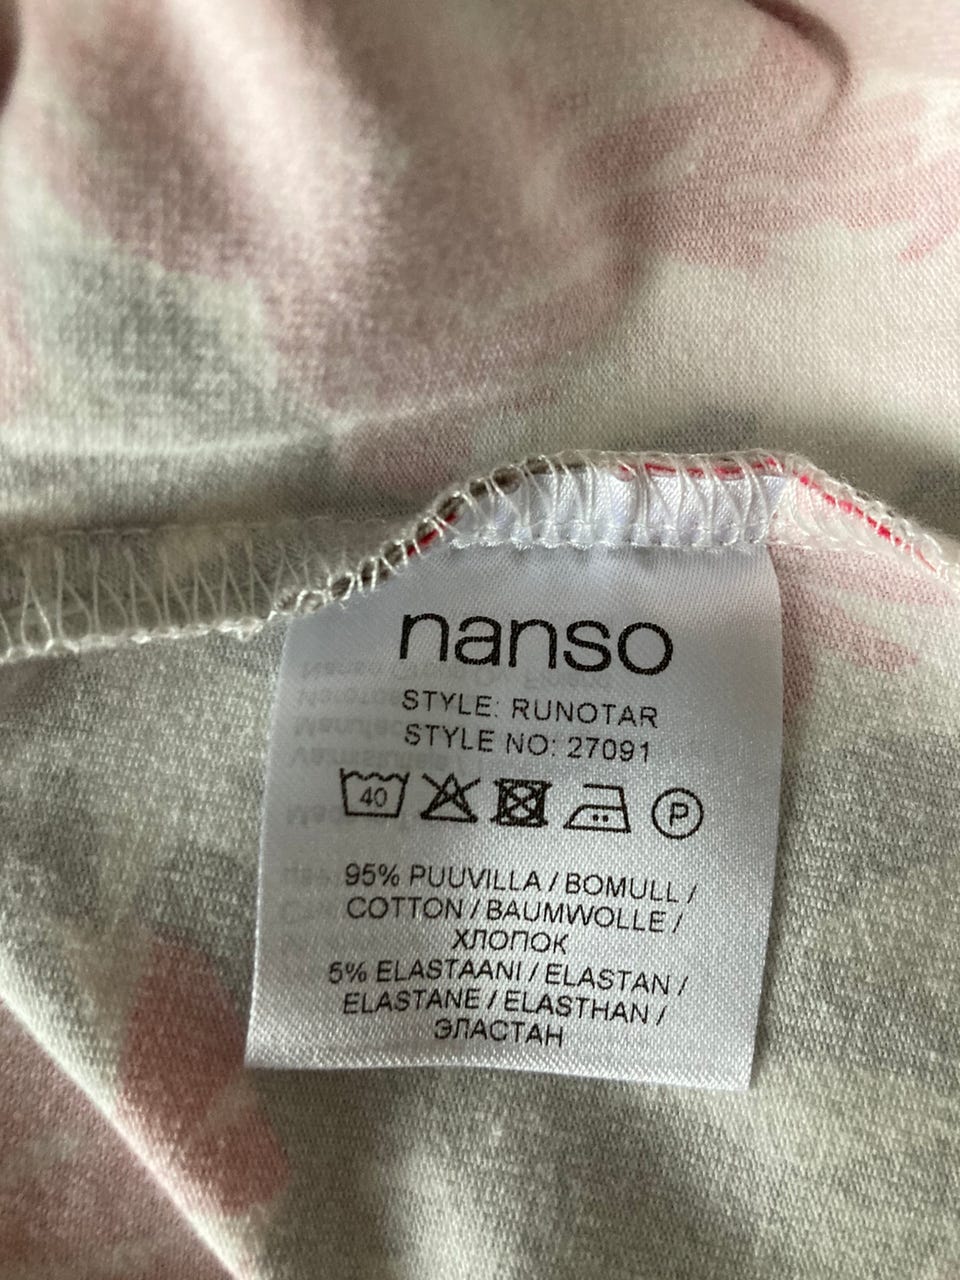 nanso
STYLE: RUNOTAR
STYLE NO: 27091
40 P
95% PUUVILLA / BOMULL /
COTTON / BAUMWOLLE /
ХЛОПОК
5% ELASTAANI / ELASTAN /
ELASTANE / ELASTHAN /
ЭЛАСТАН